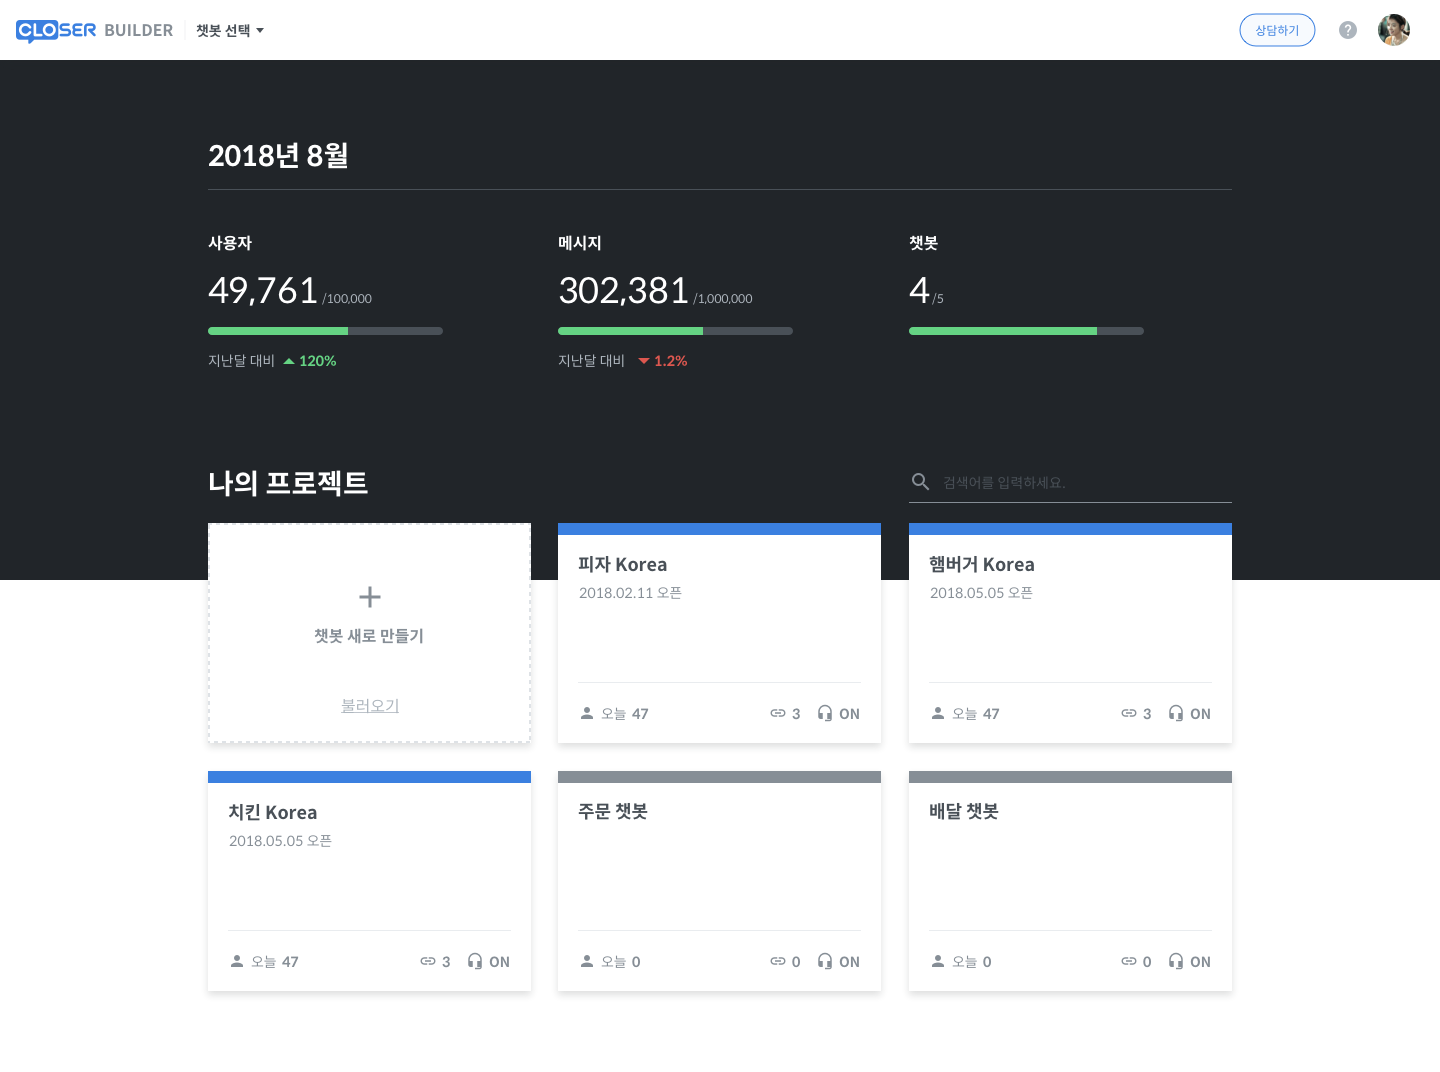 CLOSER BUILDER 챗봇 선택 상담하기 ?
2018년 8월
사용자 메시지 챗봇
49,761 /100,000 302,381 /1,000,000 4 /5
지난달 대비 120% 지난달 대비 1.2%
나의 프로젝트 검색어를 입력하세요.
챗봇 새로 만들기
불러오기
피자 Korea
2018.02.11 오픈
오늘 47 3 ON
햄버거 Korea
2018.05.05 오픈
오늘 47 3 ON
치킨 Korea
2018.05.05 오픈
오늘 47 3 ON
주문 챗봇
오늘 0 0 ON
배달 챗봇
오늘 0 0 ON